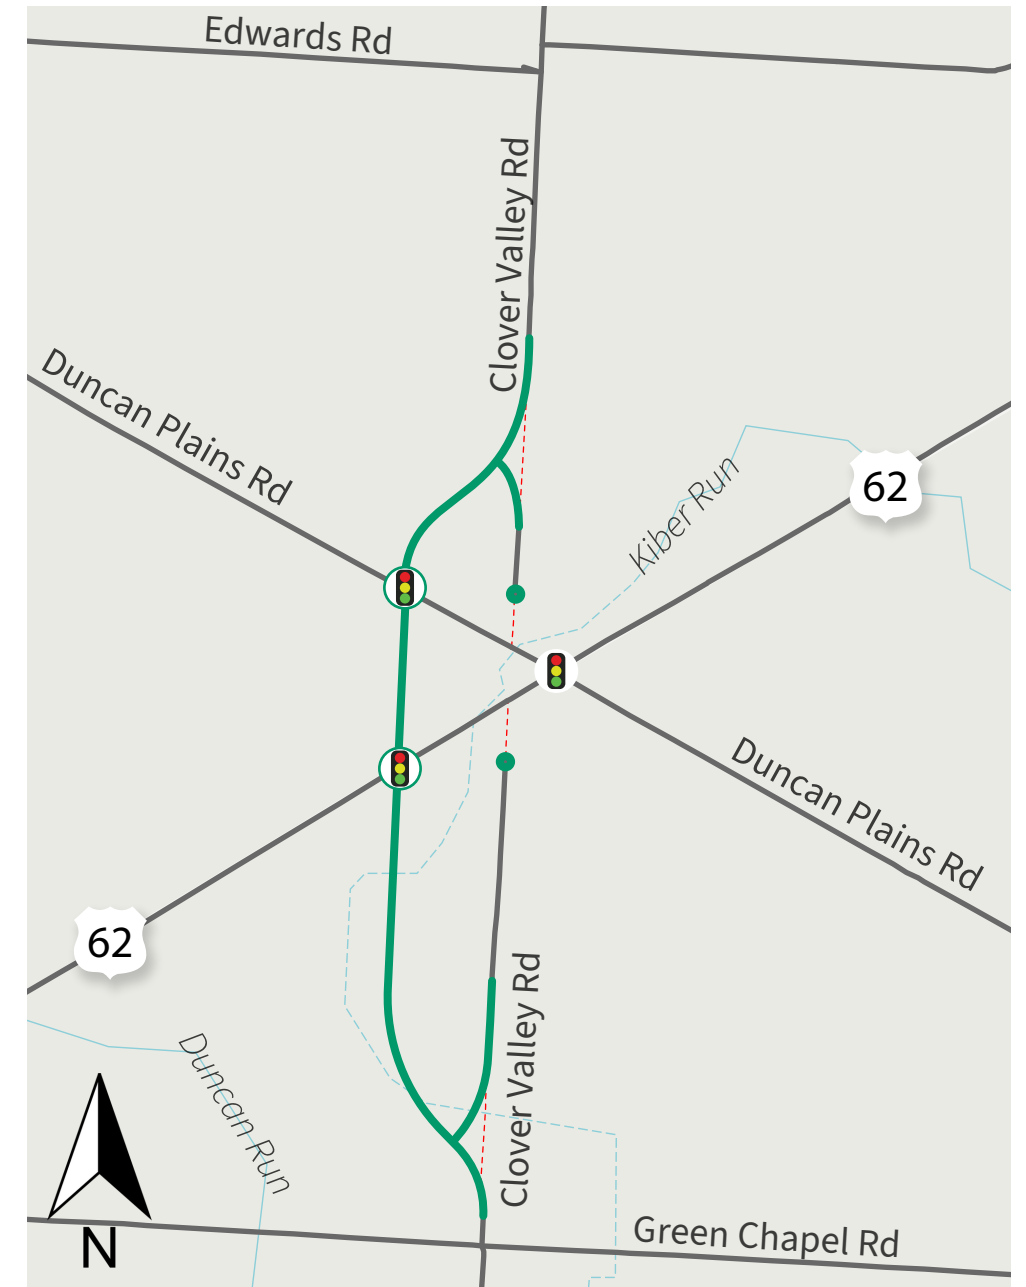 Edwards Rd
Clover Valley Rd
Duncan Plains Rd
Kiber Run
62
Duncan Plains Rd
62
Clover Valley Rd
Duncan Run
Green Chapel Rd
N